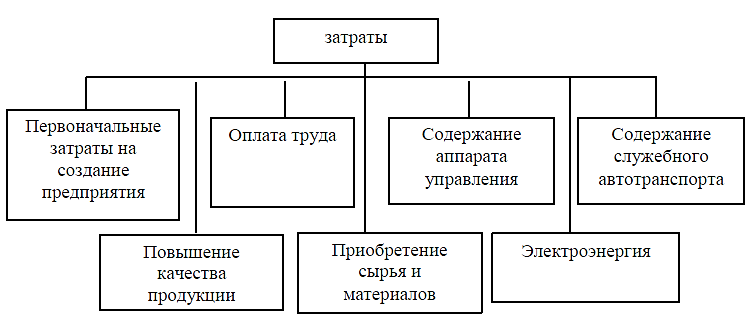 затраты
Первоначальные
затраты на
создание
предприятия
Оплата труда
Содержание
аппарата
управления
Содержание
служебного
автотранспорта
Повышение
качества
продукции
Приобретение
сырья и
материалов
Электроэнергия